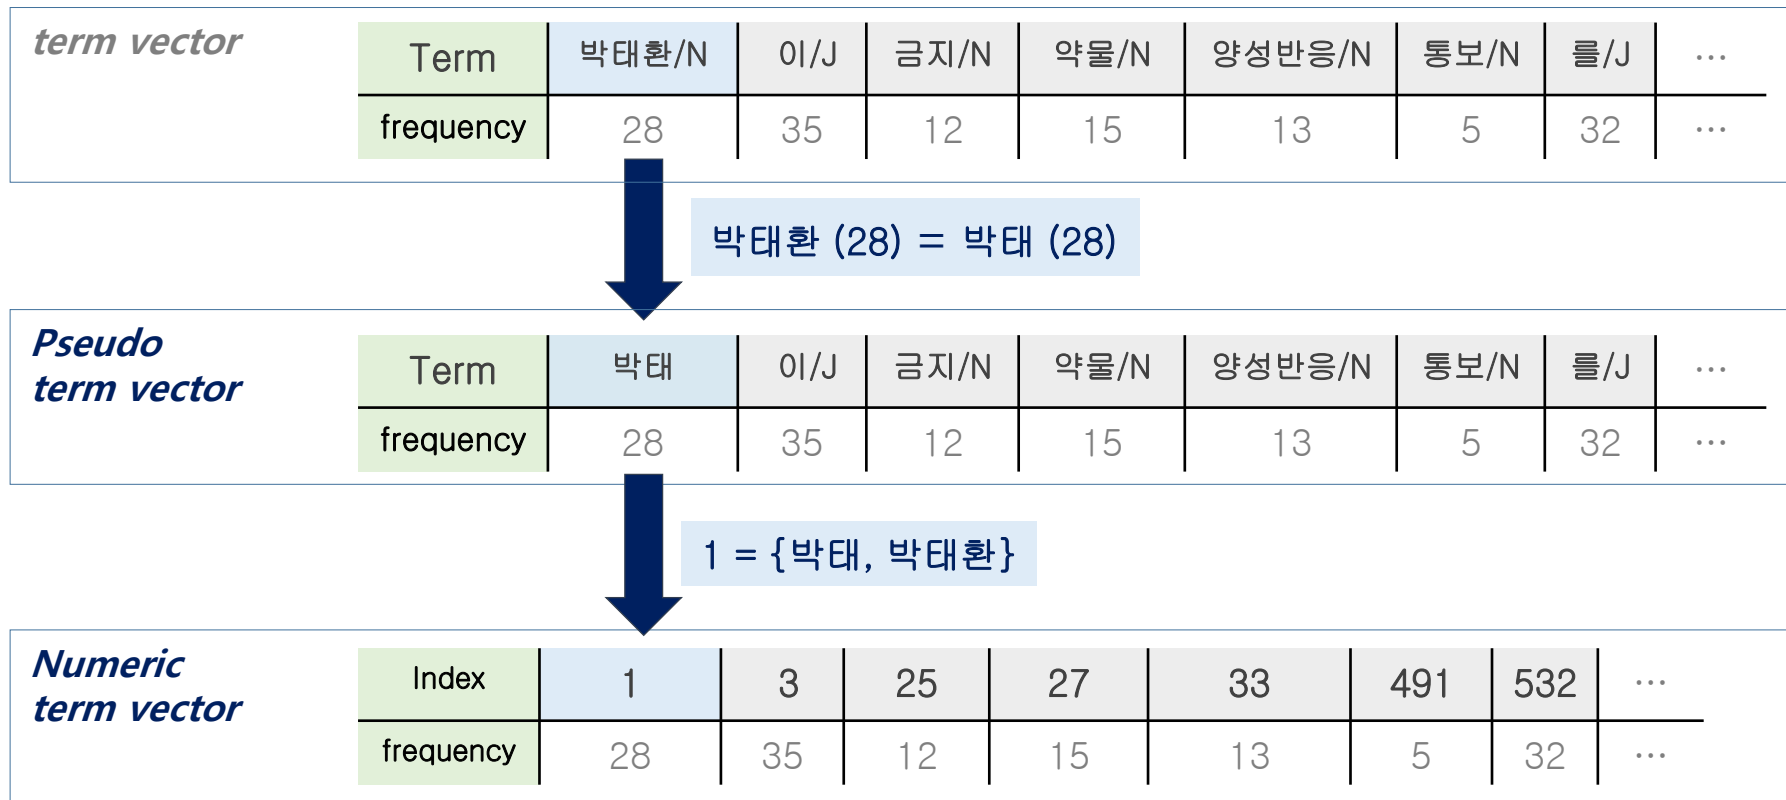 term vector
Term 박태환/N 이/J 금지/N 약물/N 양성반응/N 통보/N 를/J …
frequency 28 35 12 15 13 5 32 …
박태환 (28) = 박태 (28)
Pseudo
term vector
Term 박태 이/J 금지/N 약물/N 양성반응/N 통보/N 를/J …
frequency 28 35 12 15 13 5 32 …
1 = {박태, 박태환}
Numeric
term vector
Index 1 3 25 27 33 491 532 …
frequency 28 35 12 15 13 5 32 …